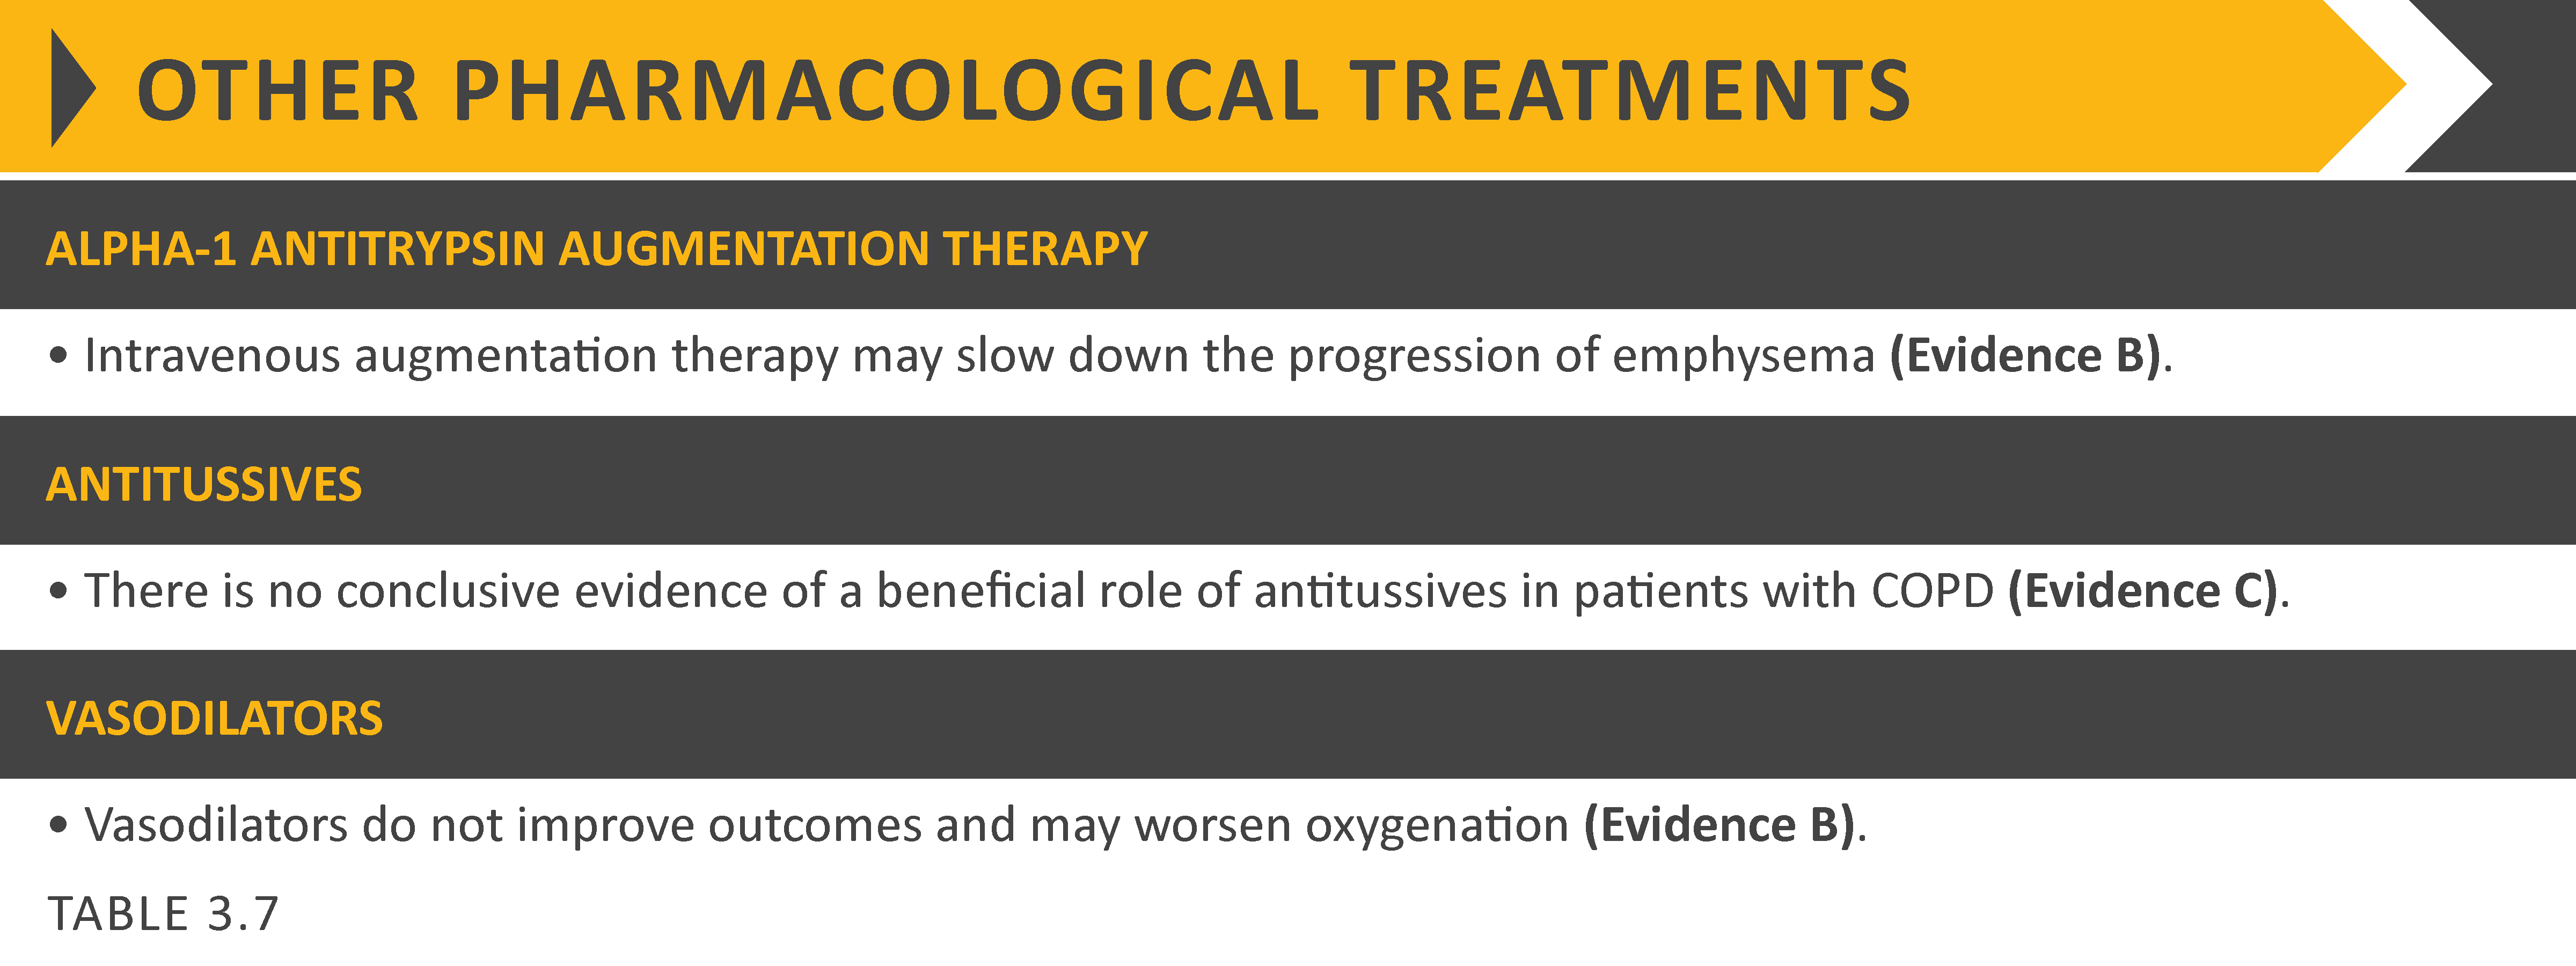 OTHER PHARMACOLOGICAL TREATMENTS
ALPHA-1 ANTITRYPSIN AUGMENTATION THERAPY
• Intravenous augmentation therapy may slow down the progression of emphysema (Evidence B).
ANTITUSSIVES
• There is no conclusive evidence of a beneficial role of antitussives in patients with COPD (Evidence C).
VASODILATORS
• Vasodilators do not improve outcomes and may worsen oxygenation (Evidence B).
TABLE 3.7